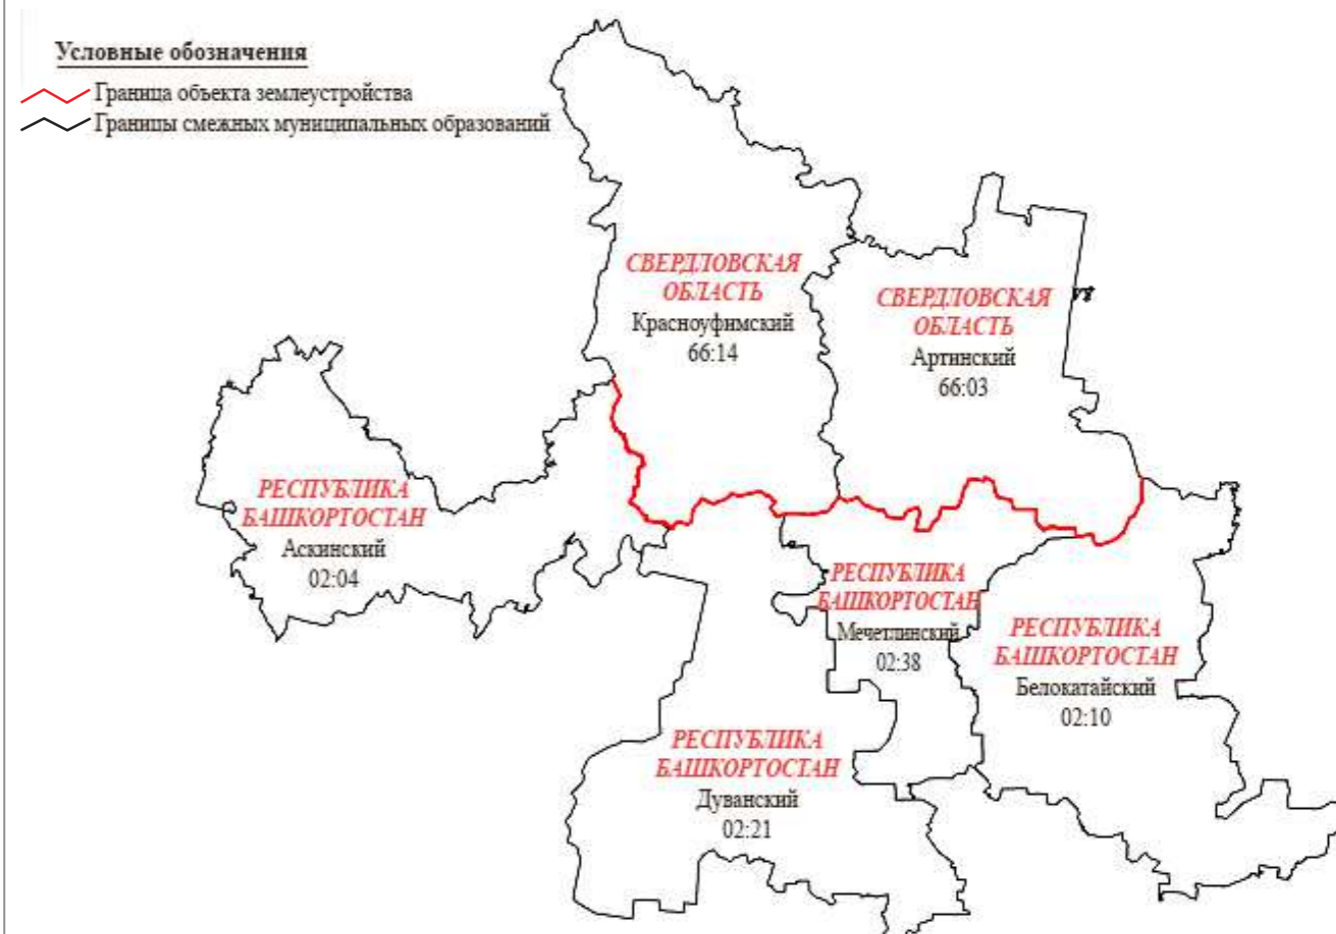 Условные обозначения
Граница объекта землеустройства
Границы смежных муниципальных образований
СВЕРДЛОВСКАЯ
ОБЛАСТЬ
Красноуфимский
66:14
СВЕРДЛОВСКАЯ
ОБЛАСТЬ
Артинский
66:03
РЕСПУБЛИКА
БАШКОРТОСТАН
Аскинский
02:04
РЕСПУБЛИКА
БАШКОРТОСТАН
Мечетлинский
02:38
РЕСПУБЛИКА
БАШКОРТОСТАН
Белокатайский
02:10
РЕСПУБЛИКА
БАШКОРТОСТАН
Дуванский
02:21